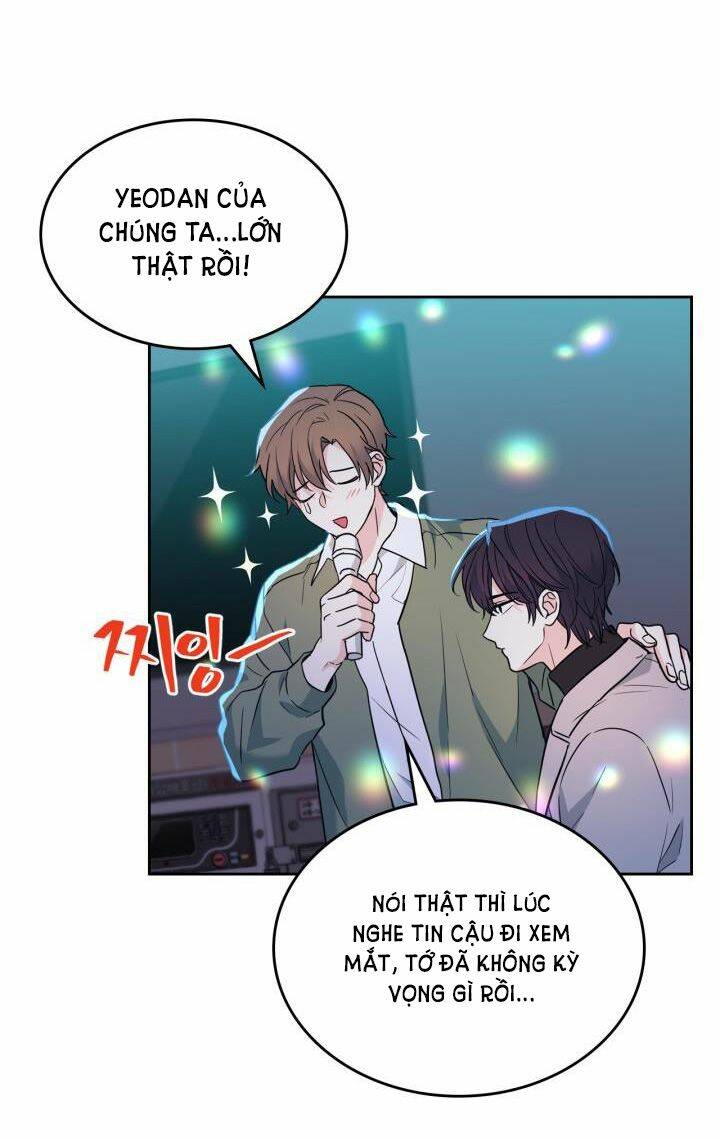 YEODAN CỦA
CHÚNG TA...LỚN
THẬT RỒI!
찌잉-
NÓI THẬT THÌ LÚC
NGHE TIN CẬU ĐI XEM
MẮT, TỚ ĐÃ KHÔNG KỲ
VỌNG GÌ RỒI...